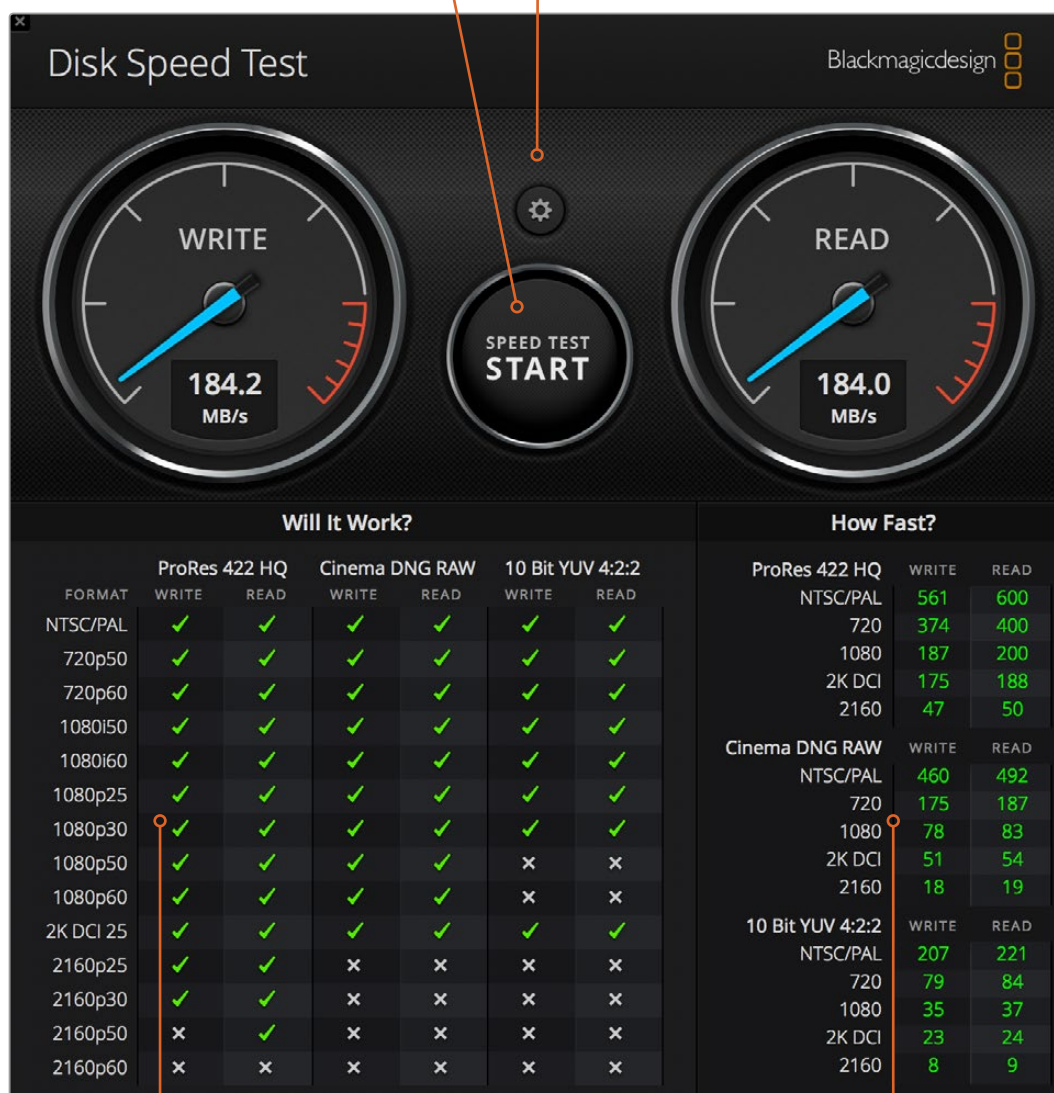 Disk Speed Test
Blackmagicdesign
WRITE
184.2
MB/s
SPEED TEST
START
READ
184.0
MB/s
Will It Work?
ProRes 422 HQ Cinema DNG RAW 10 Bit YUV 4:2:2
FORMAT WRITE READ WRITE READ WRITE READ
NTSC/PAL ✓ ✓ ✓ ✓ ✓ ✓
720p50 ✓ ✓ ✓ ✓ ✓ ✓
720p60 ✓ ✓ ✓ ✓ ✓ ✓
1080i50 ✓ ✓ ✓ ✓ ✓ ✓
1080i60 ✓ ✓ ✓ ✓ ✓ ✓
1080p25 ✓ ✓ ✓ ✓ ✓ ✓
1080p30 ✓ ✓ ✓ ✓ ✓ ✓
1080p50 ✓ ✓ ✓ ✓ × ×
1080p60 ✓ ✓ ✓ ✓ × ×
2K DCI 25 ✓ ✓ ✓ ✓ ✓ ✓
2160p25 ✓ ✓ × × × ×
2160p30 ✓ ✓ × × × ×
2160p50 × ✓ × × × ×
2160p60 × × × × × ×
How Fast?
ProRes 422 HQ WRITE READ
NTSC/PAL 561 600
720 374 400
1080 187 200
2K DCI 175 188
2160 47 50
Cinema DNG RAW WRITE READ
NTSC/PAL 460 492
720 175 187
1080 78 83
2K DCI 51 54
2160 18 19
10 Bit YUV 4:2:2 WRITE READ
NTSC/PAL 207 221
720 79 84
1080 35 37
2K DCI 23 24
2160 8 9